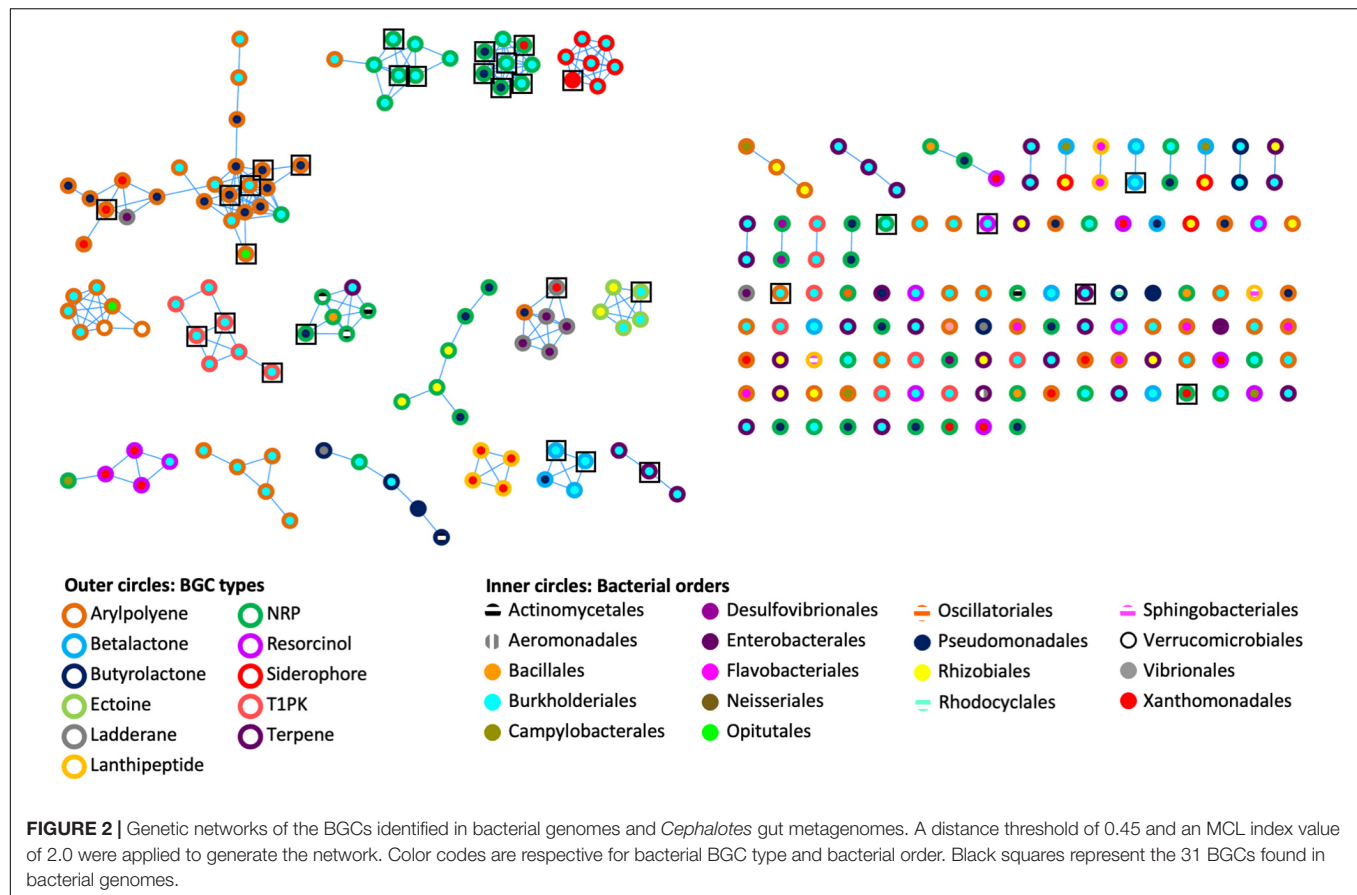 Outer circles: BGC types
Arylpolyene
Betalactone
Butyrolactone
Ectoine
Ladderane
Lanthipeptide
NRP
Resorcinol
Siderophore
T1PK
Terpene
Inner circles: Bacterial orders
Actinomycetales
Aeromonadales
Bacillales
Burkholderiales
Campylobacterales
Desulfovibrionales
Enterobacterales
Flavobacteriales
Neisseriales
Opitutales
Oscillatoriales
Pseudomonadales
Rhizobiales
Rhodocyclales
Sphingobacteriales
Verrucomicrobiales
Vibrionales
Xanthomonadales
FIGURE 2 | Genetic networks of the BGCs identified in bacterial genomes and Cephalotes gut metagenomes. A distance threshold of 0.45 and an MCL index value
of 2.0 were applied to generate the network. Color codes are respective for bacterial BGC type and bacterial order. Black squares represent the 31 BGCs found in
bacterial genomes.